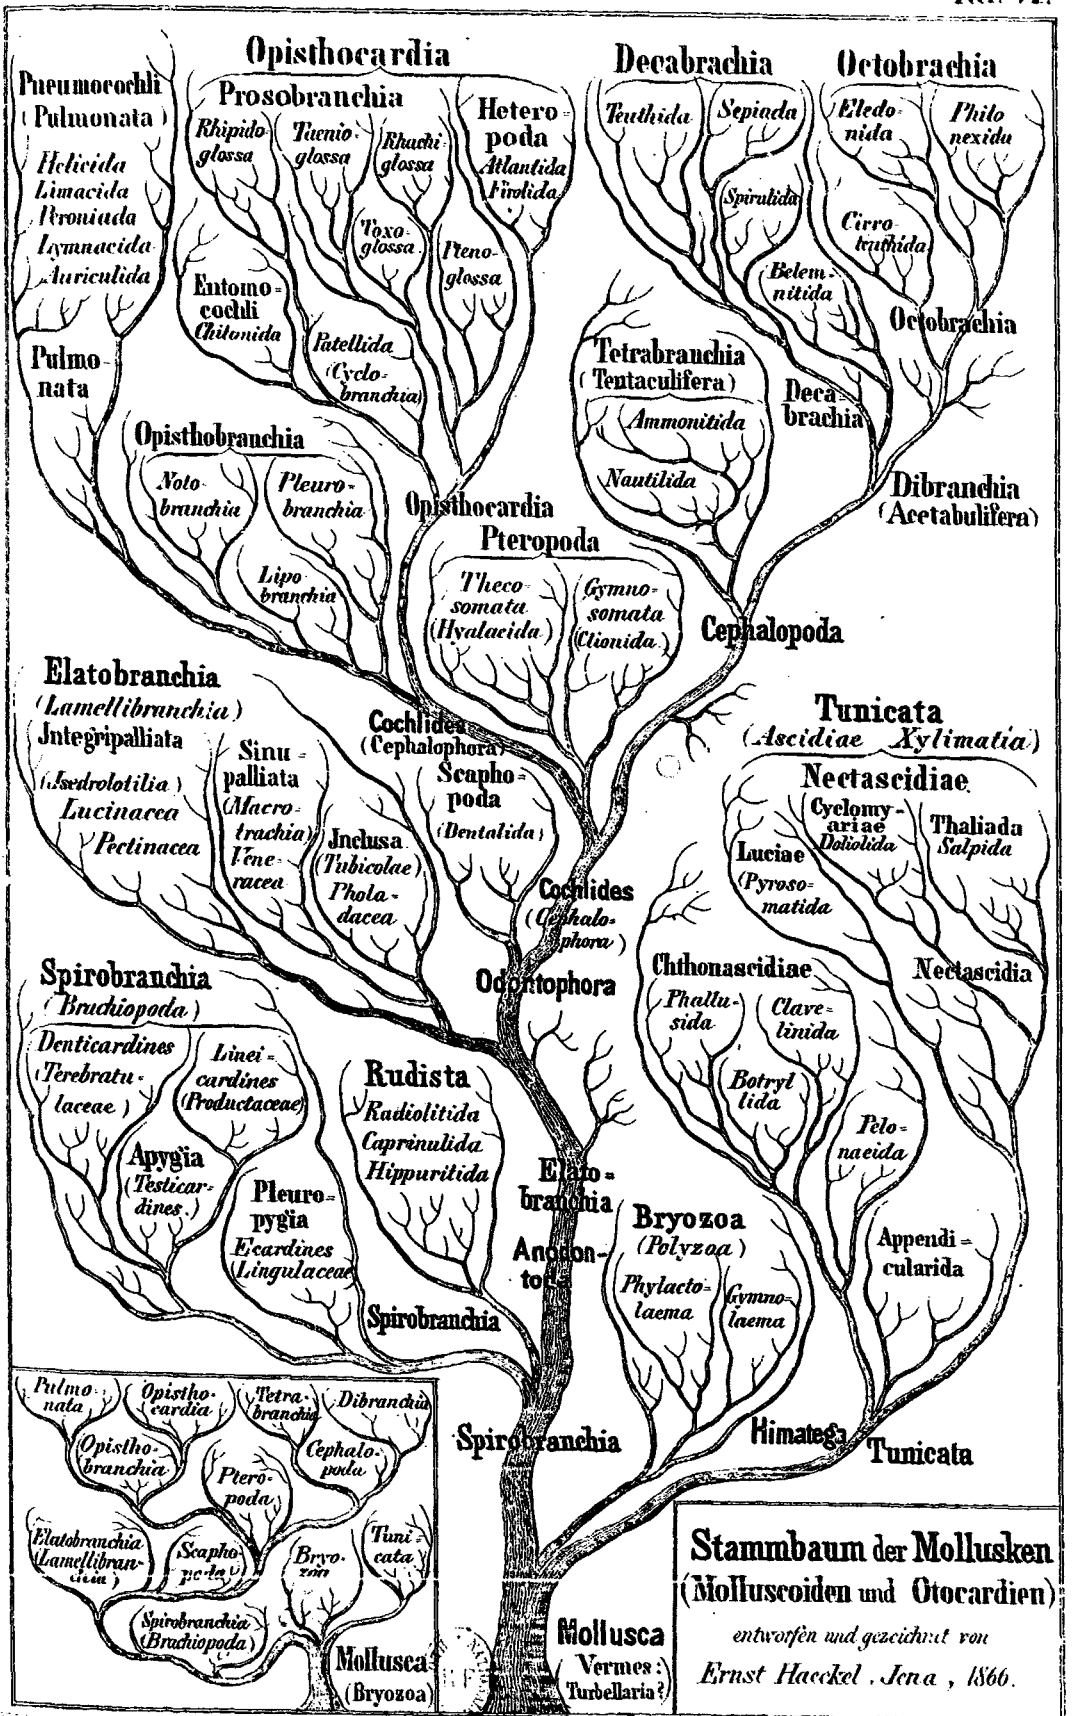 Opisthocardia
Decabrachia
Octobrachia
Pneumocochli
(Pulmonata)
Helicida
Limacida
Peroniada
Lymnacida
Auriculida
Pulmo-
nata
Prosobranchia
Rhipido-
glossa
Taenio-
glossa
Rhachi-
glossa
Toxo-
glossa
Hetero-
poda
Atlantida
Firolida
Pteno-
glossa
Entomo-
cochli
Chitonida
Patellida
(Cyclo-
branchia)
Teuthida
Sepiada
Spirulida
Belem-
nitida
Eledo-
nida
Philo
nexida
Cirro-
teuthida
Octobrachia
Tetrabranchia
(Tentaculifera)
Ammonitida
Nautilida
Deca-
brachia
Dibranchia
(Acetabulifera)
Opisthobranchia
Noto-
branchia
Pleuro-
branchia
Lipo-
branchia
Opisthocardia
Pteropoda
Theco-
somata
(Hyalacida)
Gymno-
somata
(Clionida)
Cephalopoda
Elatobranchia
(Lamellibranchia)
Jntegripalliata
(Jsedrolotilia)
Lucinacea
Pectinacea
Sinu-
palliata
(Macro-
trachia)
Vene-
racea
Jnclusa
(Tubicolae)
Phola-
dacea
Cochlides
(Cephalophora)
Scapho-
poda
(Dentalida)
Cochlides
(Cephalo-
phora)
Odontophora
Tunicata
(Ascidiae Xylimatia)
Nectascidiae
Cyclomy-
ariae
Doliolida
Thaliada
Salpida
Luciae
(Pyroso-
matida
Nectascidia
Chthonascidiae
Phallu-
sida
Clave-
linida
Botryl
lida
Pelo-
naeida
Appendi-
cularida
Spirobranchia
(Brachiopoda)
Denticardines
(Terebratu-
laceae)
Linei-
cardines
(Productaceae)
Apygia
(Testicar-
dines.)
Pleuro-
pygia
Ecardines
(Lingulaceae)
Rudista
Radiolitida
Caprinulida
Hippuritida
Elato-
branchia
Anodon-
toda
Bryozoa
(Polyzoa)
Phylacto-
laema
Gymno-
laema
Spirobranchia
Spirobranchia
Himatega
Tunicata
Pulmo-
nata
Opistho-
cardia
Tetra-
branchia
Dibranchia
Opistho-
branchia
Ptero-
poda
Cephalo-
poda
Elatobranchia
(Lamellibran-
chia)
Scapho-
poda
Bryo-
zoa
Tuni-
cata
Spirobranchia
(Brachiopoda)
Mollusca
(Bryozoa)
Mollusca
(Vermes:
Turbellaria?)
Stammbaum der Mollusken
(Molluscoiden und Otocardien)
entworfen und gezeichnet von
Ernst Haeckel. Jena, 1866.